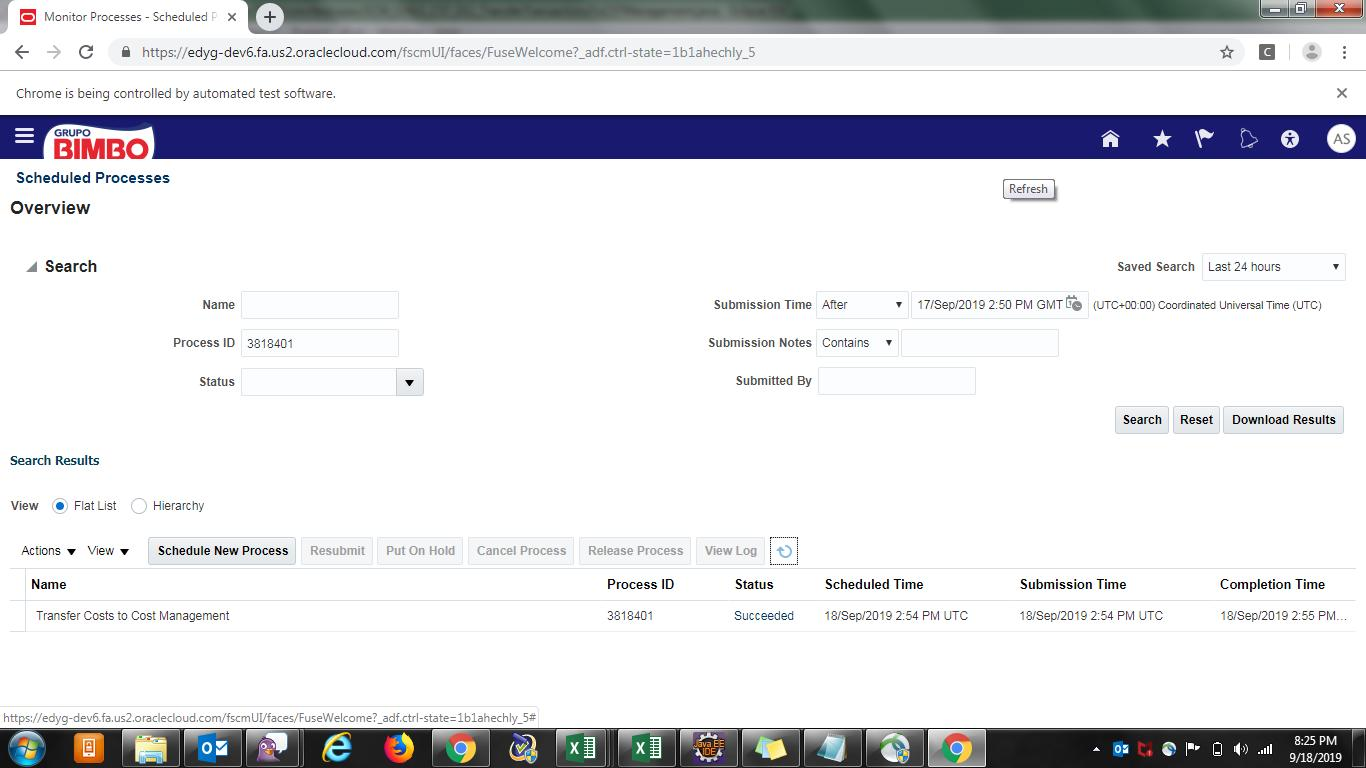 Monitor Processes - Scheduled P
https://edyg-dev6.fa.us2.oraclecloud.com/fscmUI/faces/FuseWelcome?_adf.ctrl-state=1b1ahechly_5
C
Chrome is being controlled by automated test software.
GRUPO
BIMBO
AS
Scheduled Processes
Refresh
Overview
Search
Saved Search Last 24 hours
Name
Submission Time After 17/Sep/2019 2:50 PM GMT (UTC+00:00) Coordinated Universal Time (UTC)
Process ID 3818401
Submission Notes Contains
Status
Submitted By
Search Reset Download Results
Search Results
View Flat List Hierarchy
Actions View Schedule New Process Resubmit Put On Hold Cancel Process Release Process View Log
Name Process ID Status Scheduled Time Submission Time Completion Time
Transfer Costs to Cost Management 3818401 Succeeded 18/Sep/2019 2:54 PM UTC 18/Sep/2019 2:54 PM UTC 18/Sep/2019 2:55 PM...
https://edyg-dev6.fa.us2.oraclecloud.com/fscmUI/faces/FuseWelcome?_adf.ctrl-state=1b1ahechly_5#
Java EE
IDE
8:25 PM
9/18/2019